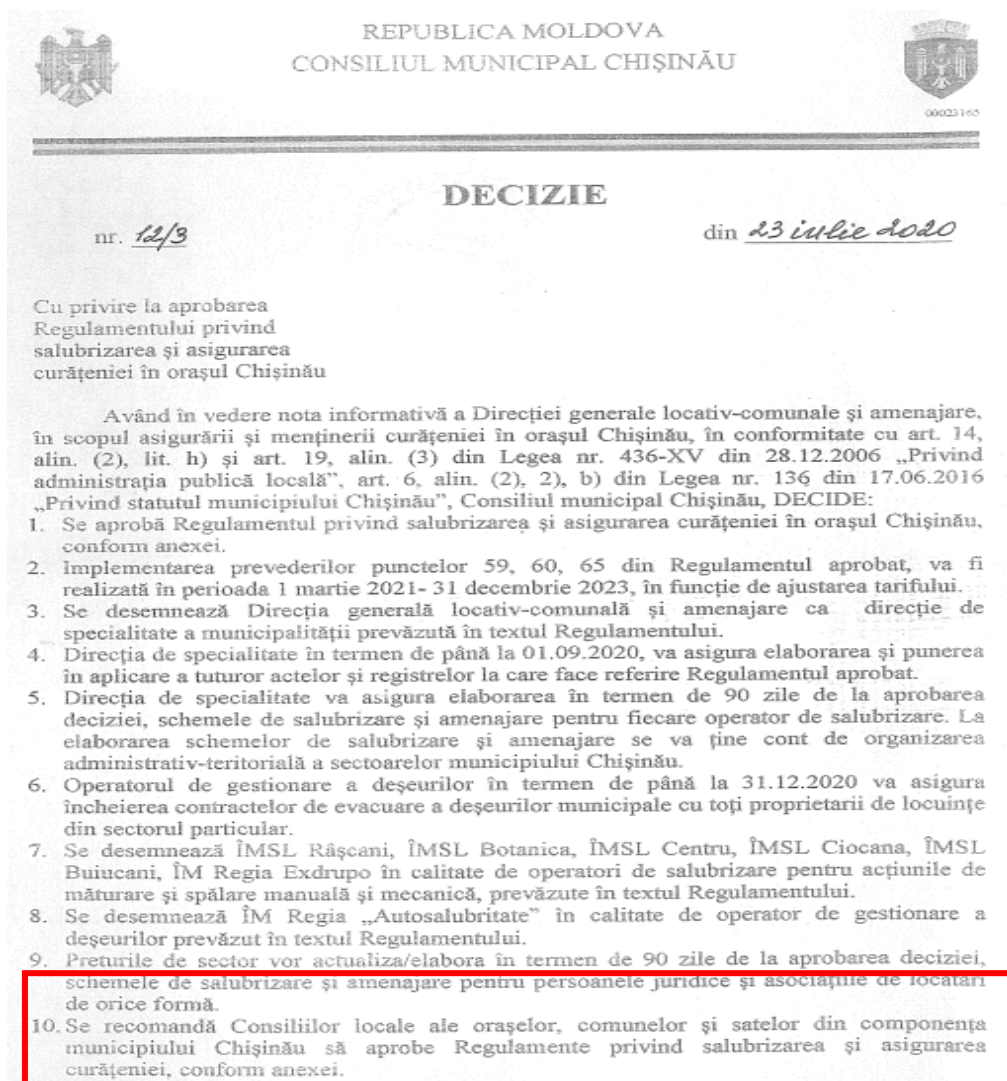 REPUBLICA MOLDOVA
CONSILIUL MUNICIPAL CHIŞINĂU
00023165
DECIZIE
nr. 12/3
din 23 iulie 2020
Cu privire la aprobarea
Regulamentului privind
salubrizarea şi asigurarea
curăţeniei în oraşul Chişinău
Având în vedere nota informativă a Direcţiei generale locativ-comunale şi amenajare,
în scopul asigurării şi menţinerii curăţeniei în oraşul Chişinău, în conformitate cu art. 14,
alin. (2), lit. h) şi art. 19, alin. (3) din Legea nr. 436-XV din 28.12.2006 „Privind
administraţia publică locală”, art. 6, alin. (2), 2), b) din Legea nr. 136 din 17.06.2016
„Privind statutul municipiului Chişinău”, Consiliul municipal Chişinău, DECIDE:
1. Se aprobă Regulamentul privind salubrizarea şi asigurarea curăţeniei în oraşul Chişinău,
conform anexei.
2. Implementarea prevederilor punctelor 59, 60, 65 din Regulamentul aprobat, va fi
realizată în perioada 1 martie 2021- 31 decembrie 2023, în funcţie de ajustarea tarifului.
3. Se desemnează Direcţia generală locativ-comunală şi amenajare ca direcţie de
specialitate a municipalităţii prevăzută în textul Regulamentului.
4. Direcţia de specialitate în termen de până la 01.09.2020, va asigura elaborarea şi punerea
în aplicare a tuturor actelor şi registrelor la care face referire Regulamentul aprobat.
5. Direcţia de specialitate va asigura elaborarea în termen de 90 zile de la aprobarea
deciziei, schemele de salubrizare şi amenajare pentru fiecare operator de salubrizare. La
elaborarea schemelor de salubrizare şi amenajare se va ţine cont de organizarea
administrativ-teritorială a sectoarelor municipiului Chişinău.
6. Operatorul de gestionare a deşeurilor în termen de până la 31.12.2020 va asigura
încheierea contractelor de evacuare a deşeurilor municipale cu toţi proprietarii de locuinţe
din sectorul particular.
7. Se desemnează ÎMSL Râşcani, ÎMSL Botanica, ÎMSL Centru, ÎMSL Ciocana, ÎMSL
Buiucani, ÎM Regia Exdrupo în calitate de operatori de salubrizare pentru acţiunile de
măturare şi spălare manuală şi mecanică, prevăzute în textul Regulamentului.
8. Se desemnează ÎM Regia „Autosalubritate” în calitate de operator de gestionare a
deşeurilor prevăzut în textul Regulamentului.
9. Preturile de sector vor actualiza/elabora în termen de 90 zile de la aprobarea deciziei,
schemele de salubrizare şi amenajare pentru persoanele juridice şi asociaţiile de locatari
de orice formă.
10. Se recomandă Consiliilor locale ale oraşelor, comunelor şi satelor din componenţa
municipiului Chişinău să aprobe Regulamente privind salubrizarea şi asigurarea
curăţeniei, conform anexei.